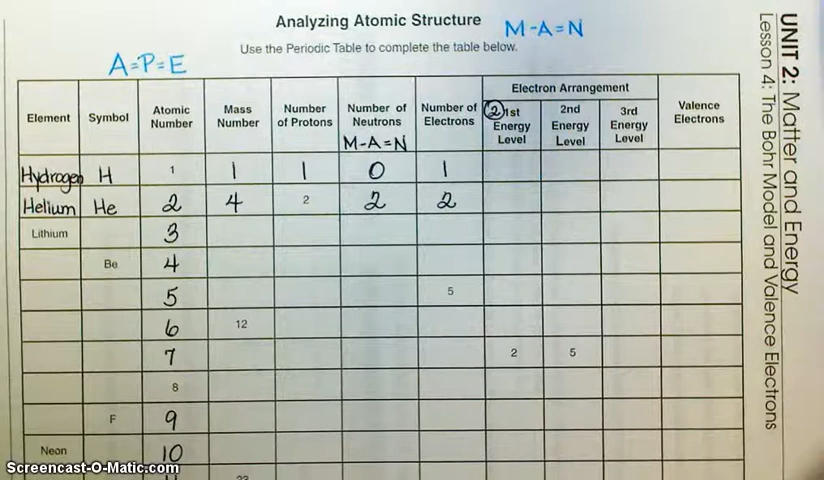 Analyzing Atomic Structure
M-A=N
Use the Periodic Table to complete the table below.
A=P=E
Element Symbol Atomic Number Mass Number Number of Protons Number of Neutrons M-A=N Number of Electrons Electron Arrangement 2 1st Energy Level 2nd Energy Level 3rd Energy Level Valence Electrons
Hydrogen H 1 1 1 0 1
Helium He 2 4 2 2 2
Lithium 3
Be 4
5 5
6 12
7 2 5
8
F 9
Neon 10
UNIT 2: Matter and Energy
Lesson 4: The Bohr Model and Valence Electrons
Screencast-O-Matic.com